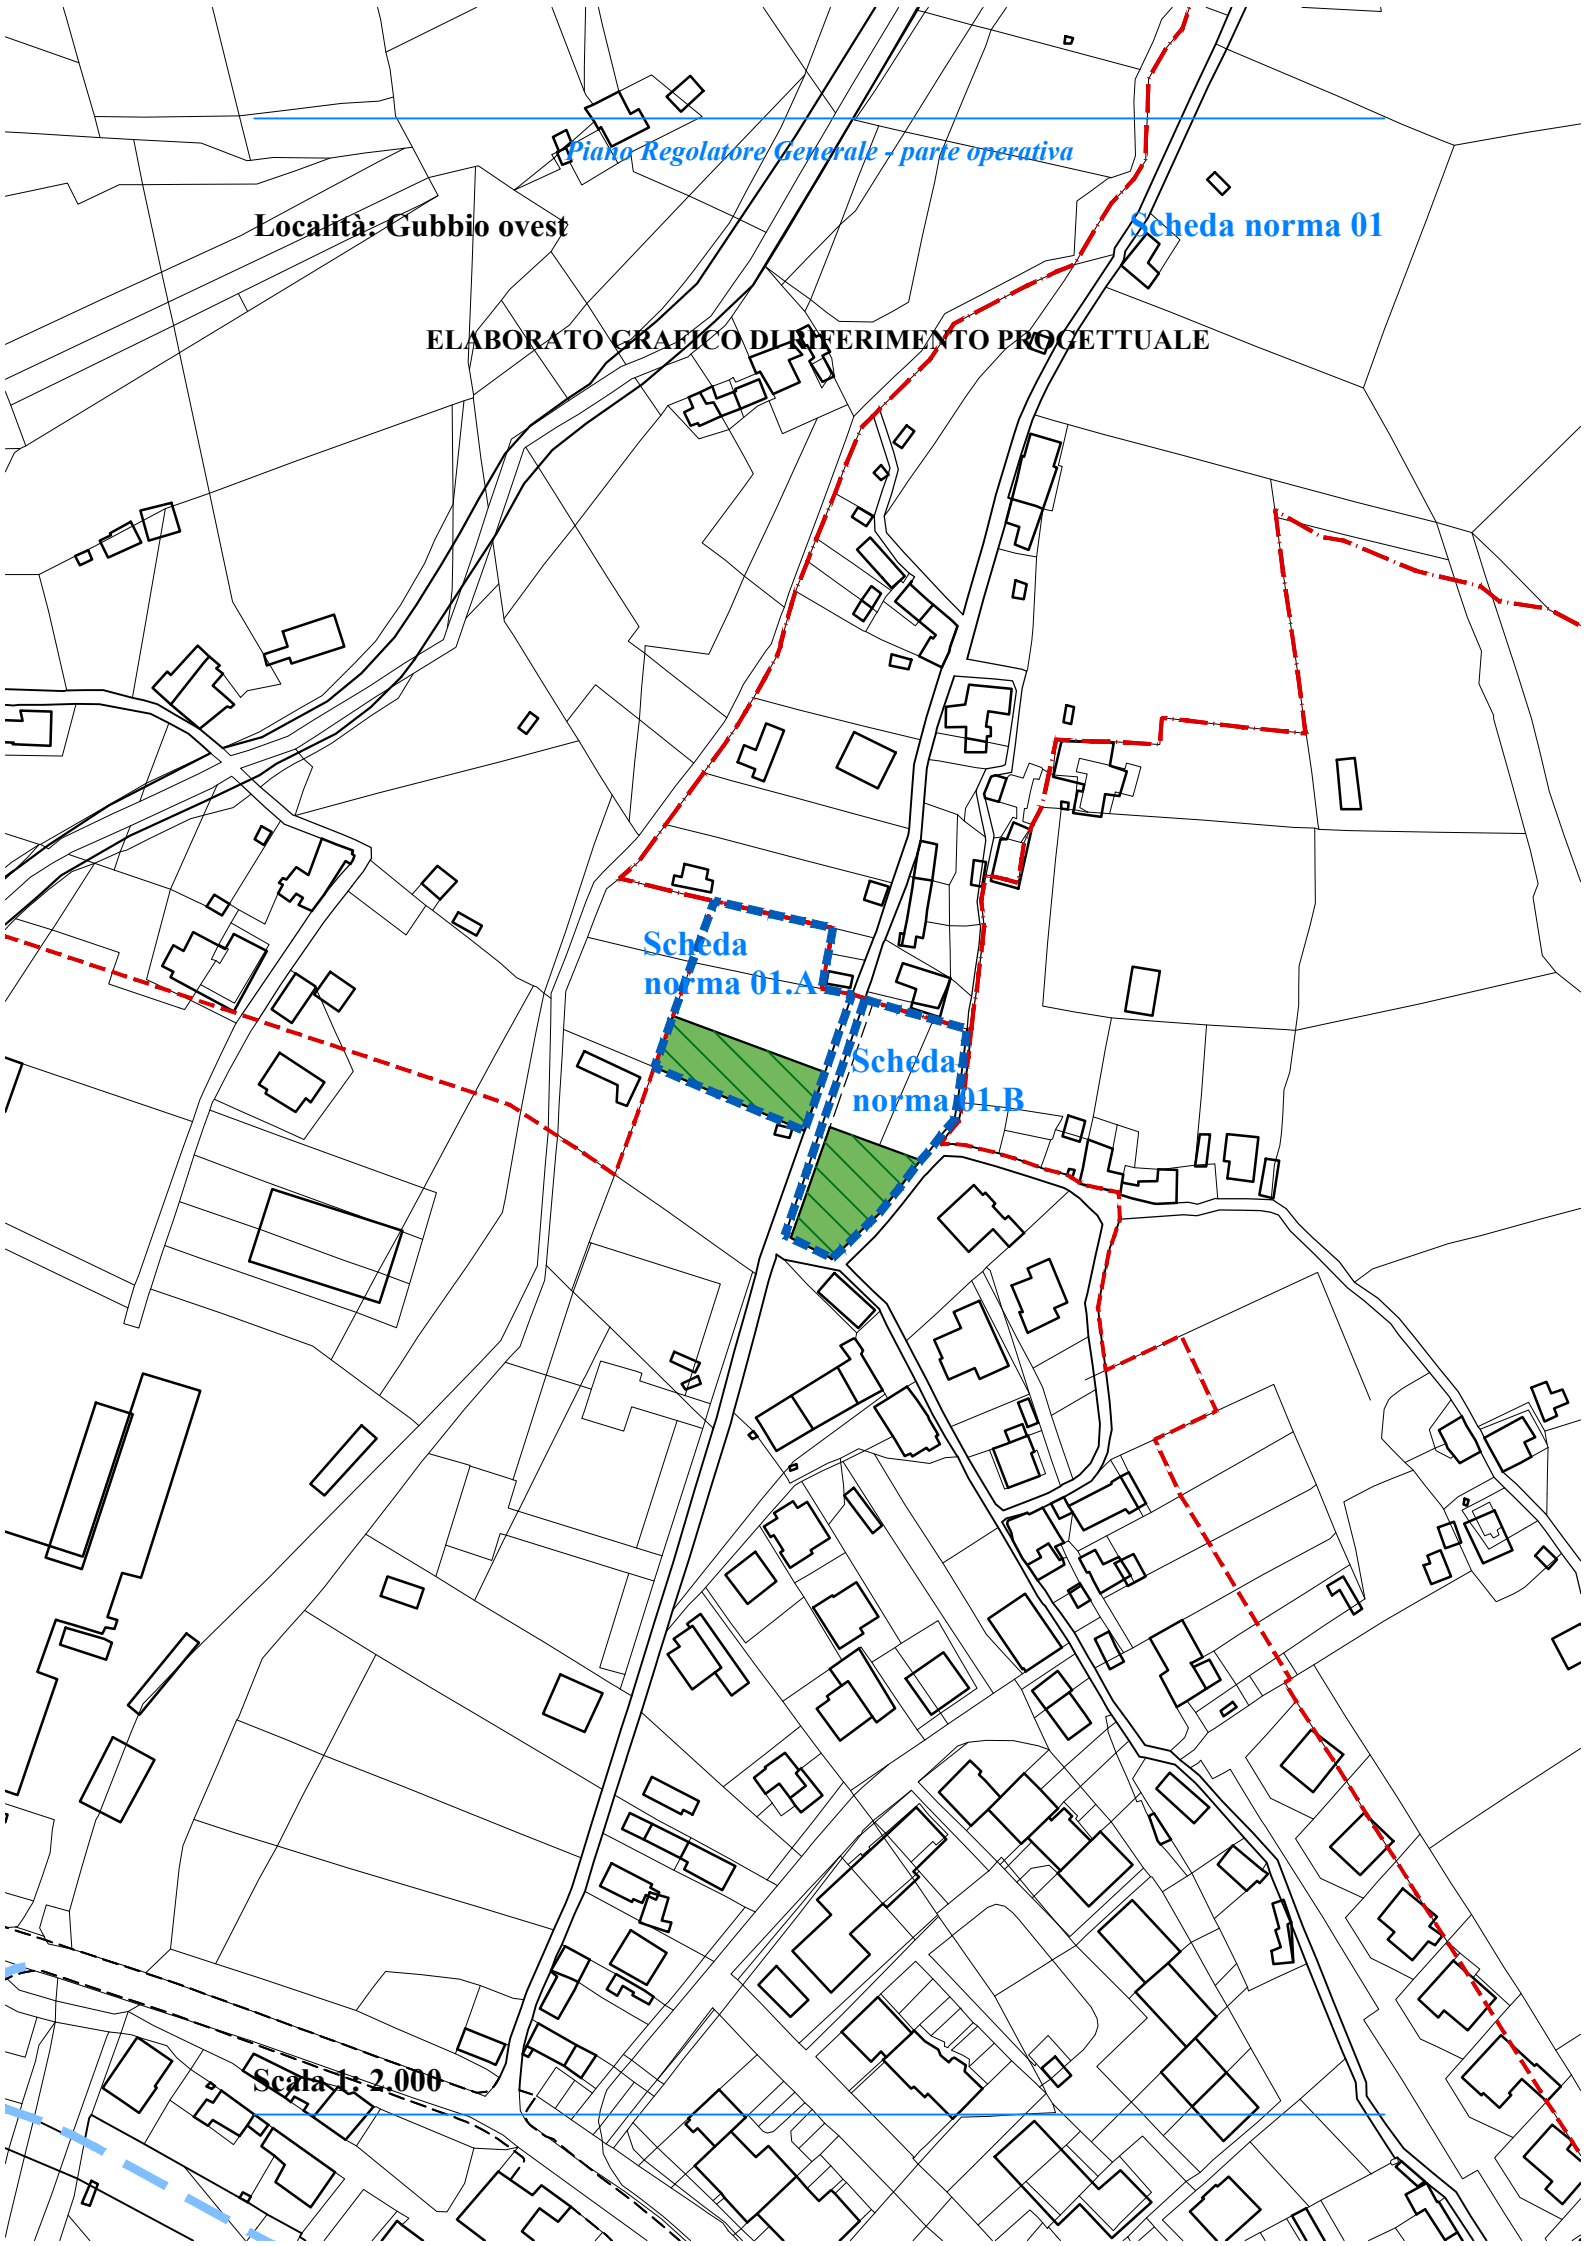 Piano Regolatore Generale - parte operativa
Località: Gubbio ovest
Scheda norma 01
ELABORATO GRAFICO DI RIFERIMENTO PROGETTUALE
Scheda
norma 01.A
Scheda
norma 01.B
Scala 1: 2.000